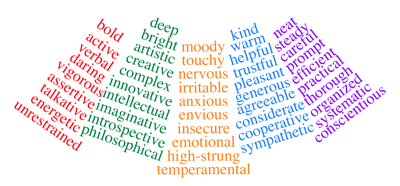 bold
active
verbal
daring
vigorous
assertive
talkative
energetic
unrestrained
deep
bright
artistic
creative
complex
innovative
intellectual
imaginative
introspective
philosophical
moody
touchy
nervous
irritable
anxious
envious
insecure
emotional
high-strung
temperamental
kind
warm
helpful
trustful
pleasant
generous
agreeable
considerate
cooperative
sympathetic
neat
steady
careful
prompt
efficient
practical
thorough
organized
systematic
conscientious